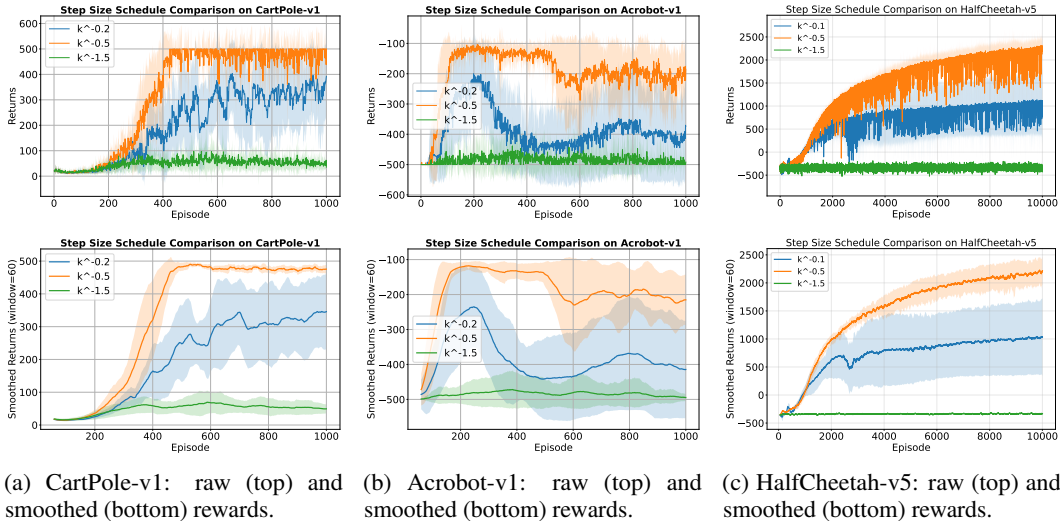 Step Size Schedule Comparison on CartPole-v1
600
500
400
300
200
100
0
Returns
k^-0.2
k^-0.5
k^-1.5
0 200 400 600 800 1000
Episode
Step Size Schedule Comparison on Acrobot-v1
−100
−200
−300
−400
−500
−600
Returns
k^-0.2
k^-0.5
k^-1.5
0 200 400 600 800 1000
Episode
Step Size Schedule Comparison on HalfCheetah-v5
2500
2000
1500
1000
500
0
−500
Returns
k^-0.1
k^-0.5
k^-1.5
0 2000 4000 6000 8000 10000
Episode
Step Size Schedule Comparison on CartPole-v1
500
400
300
200
100
0
Smoothed Returns (window=60)
k^-0.2
k^-0.5
k^-1.5
200 400 600 800 1000
Episode
Step Size Schedule Comparison on Acrobot-v1
−100
−200
−300
−400
−500
Smoothed Returns (window=60)
k^-0.2
k^-0.5
k^-1.5
200 400 600 800 1000
Episode
Step Size Schedule Comparison on HalfCheetah-v5
2500
2000
1500
1000
500
0
−500
Smoothed Returns (window=60)
k^-0.1
k^-0.5
k^-1.5
0 2000 4000 6000 8000 10000
Episode
(a) CartPole-v1: raw (top) and
smoothed (bottom) rewards.
(b) Acrobot-v1: raw (top) and
smoothed (bottom) rewards.
(c) HalfCheetah-v5: raw (top) and
smoothed (bottom) rewards.